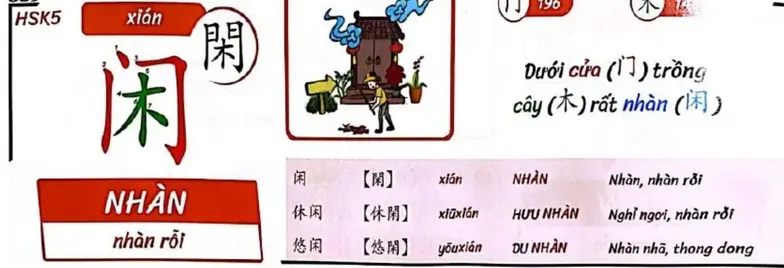 HSK5
xián
闲
閑
NHÀN
nhàn rỗi
门 196
木
Dưới cửa (门) trồng
cây (木) rất nhàn (闲)
闲 【閑】 xián NHÀN Nhàn, nhàn rỗi
休闲 【休閑】 xiūxián HƯU NHÀN Nghỉ ngơi, nhàn rỗi
悠闲 【悠閑】 yōuxián DU NHÀN Nhàn nhã, thong dong